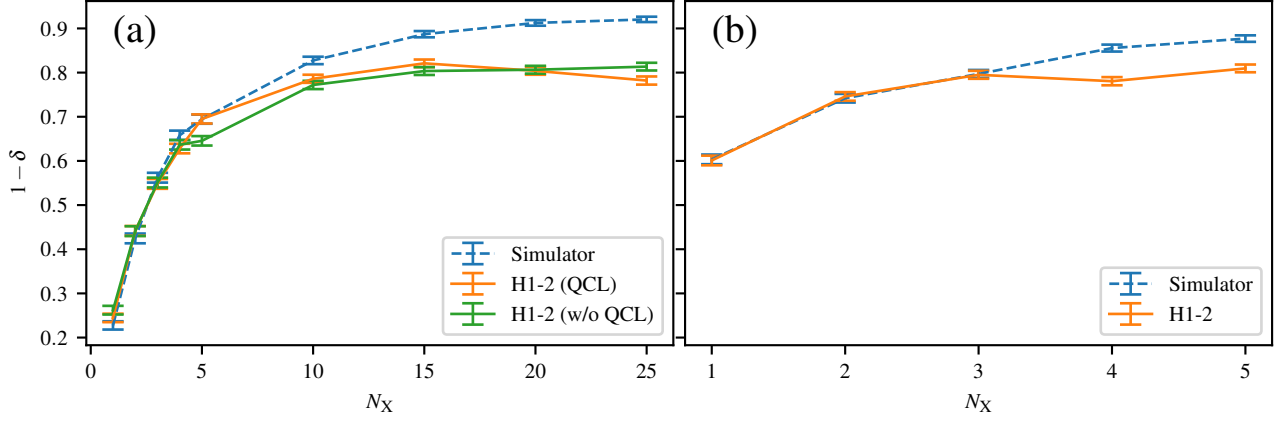 (a)
1 − δ
0.9
0.8
0.7
0.6
0.5
0.4
0.3
0.2
Simulator
H1-2 (QCL)
H1-2 (w/o QCL)
0 5 10 15 20 25
N_X
(b)
Simulator
H1-2
1 2 3 4 5
N_X